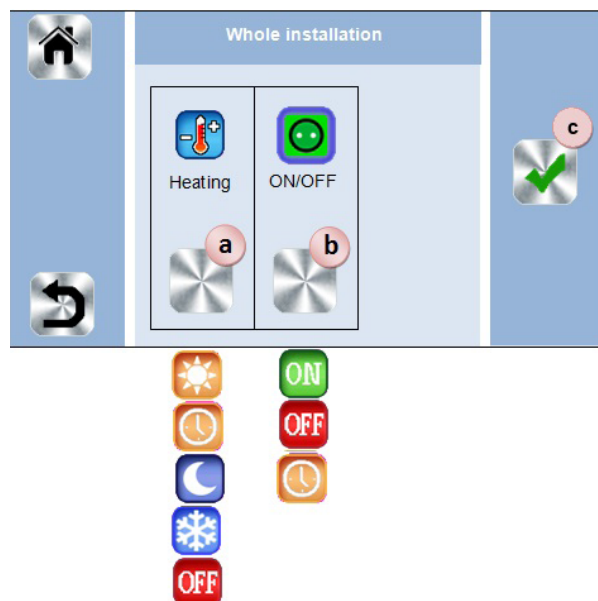 Whole installation
c
Heating
ON/OFF
a
b
ON
OFF
OFF